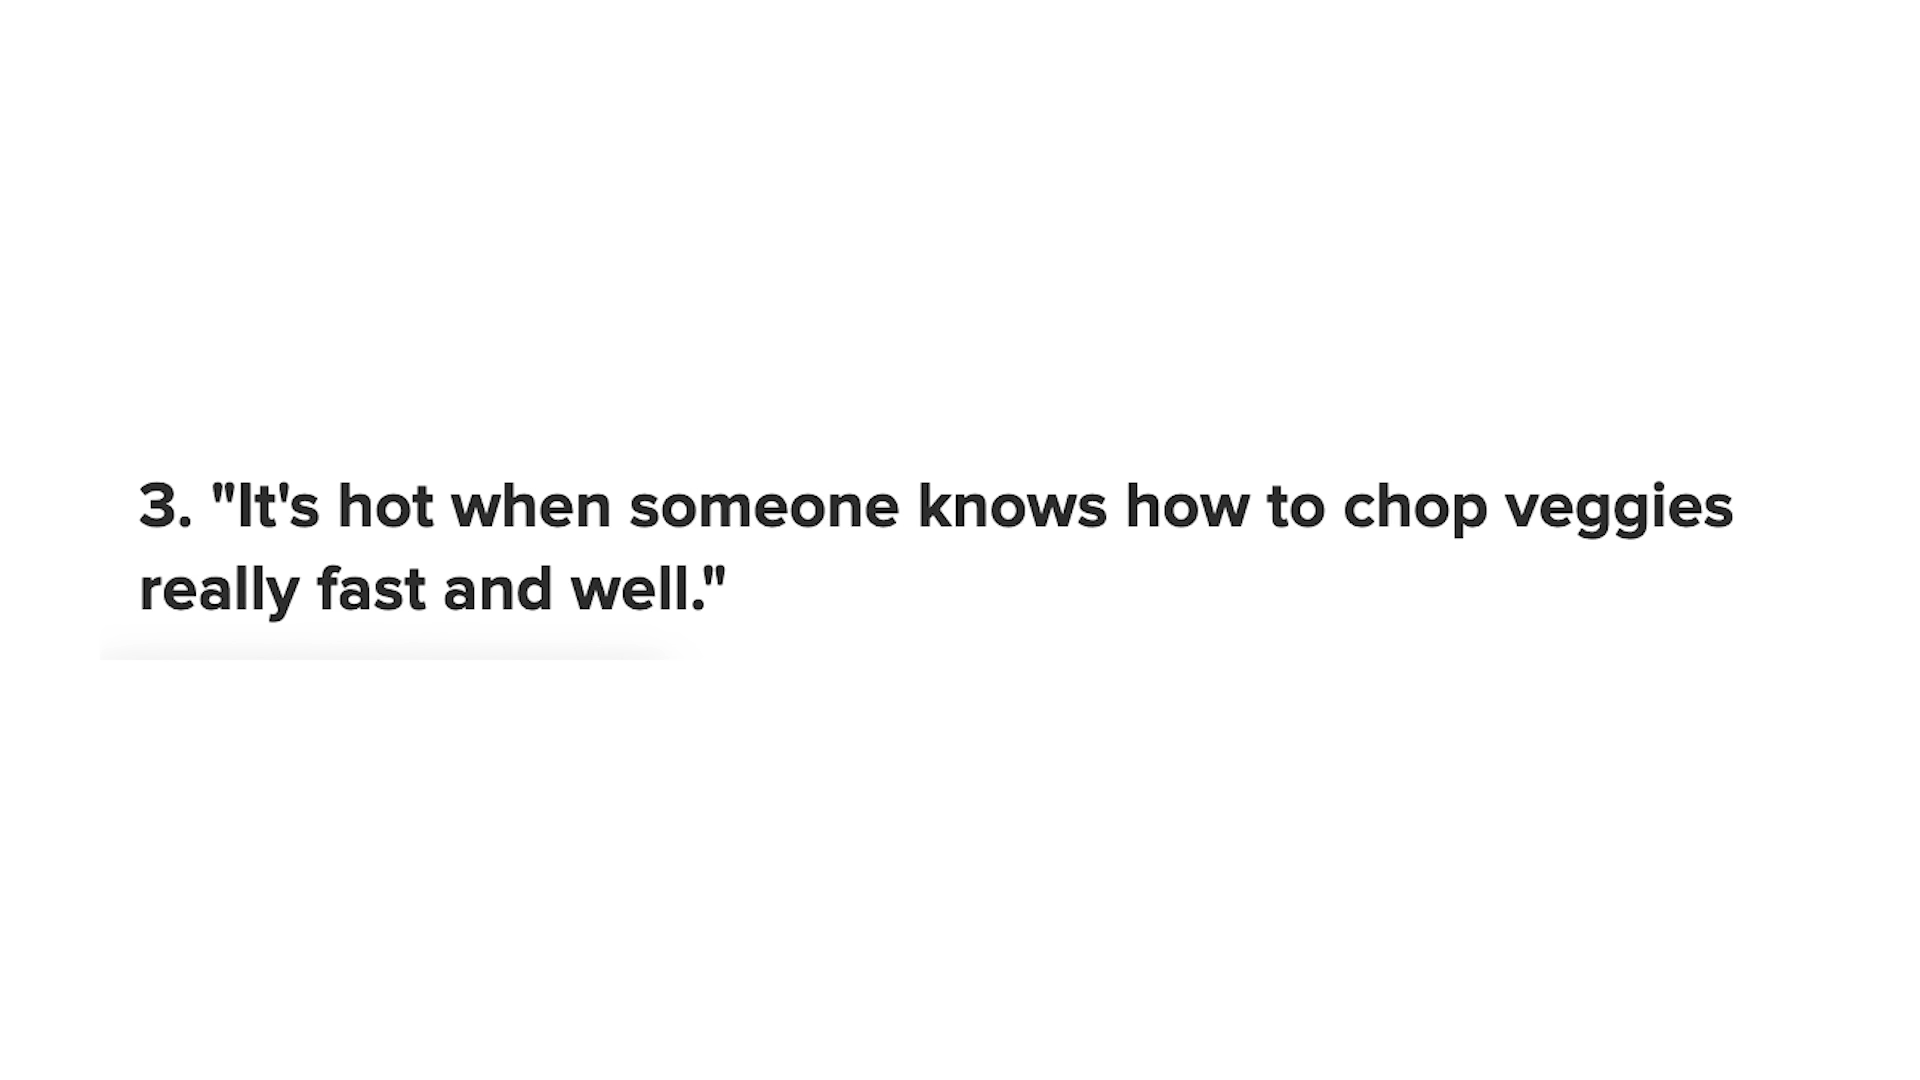 3. "It's hot when someone knows how to chop veggies
really fast and well."